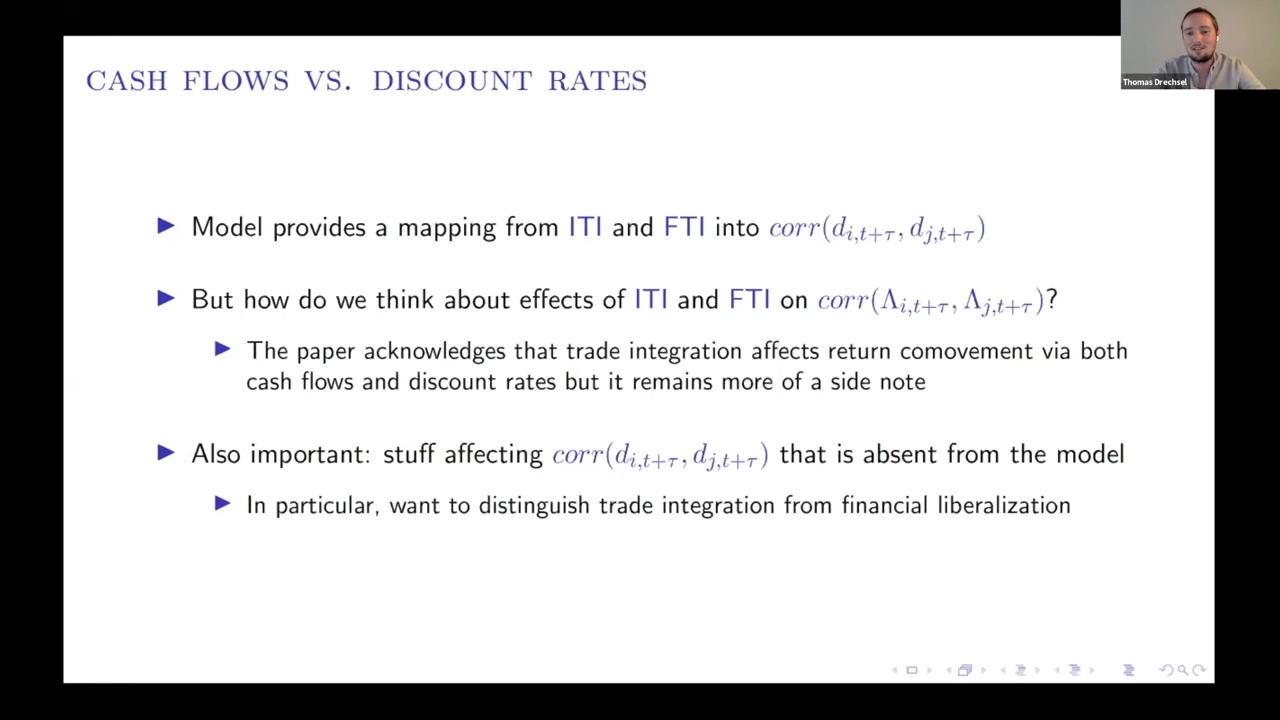 CASH FLOWS VS. DISCOUNT RATES
Thomas Drechsel
▶ Model provides a mapping from ITI and FTI into corr(d_{i,t+τ}, d_{j,t+τ})
▶ But how do we think about effects of ITI and FTI on corr(Λ_{i,t+τ}, Λ_{j,t+τ})?
▶ The paper acknowledges that trade integration affects return comovement via both
cash flows and discount rates but it remains more of a side note
▶ Also important: stuff affecting corr(d_{i,t+τ}, d_{j,t+τ}) that is absent from the model
▶ In particular, want to distinguish trade integration from financial liberalization